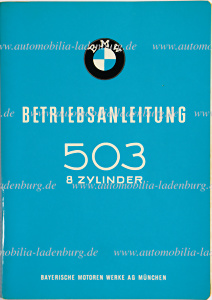 BMW
www.automobilia-ladenburg.de
BETRIEBSANLEITUNG
503
8 ZYLINDER
www.automobilia-ladenburg.de
BAYERISCHE MOTOREN WERKE AG MÜNCHEN